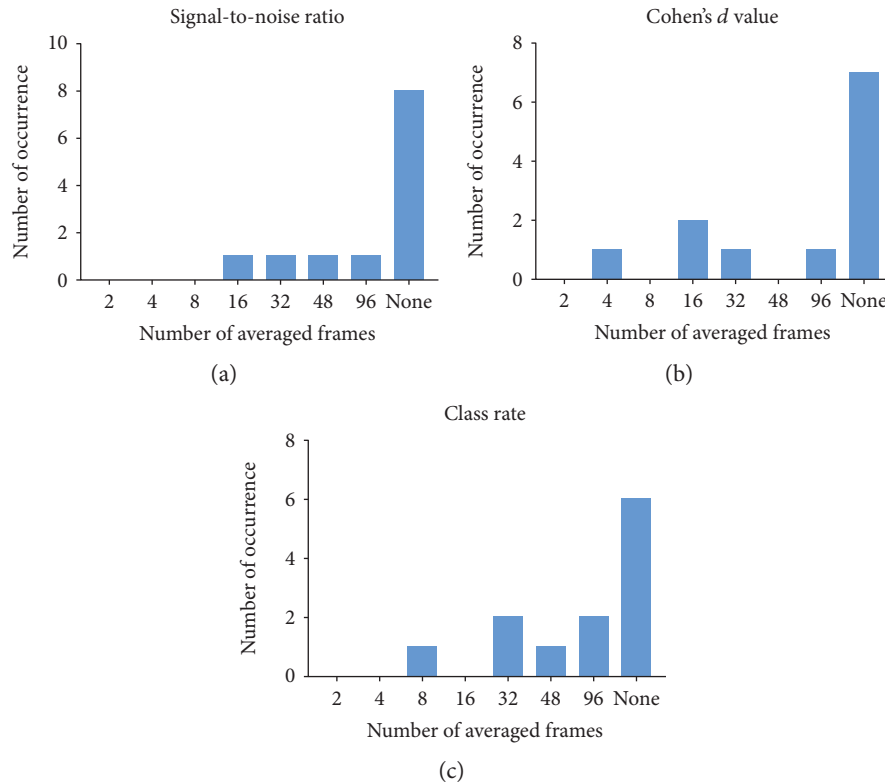 Signal-to-noise ratio
10
8
6
4
2
0
Number of occurrence
2 4 8 16 32 48 96 None
Number of averaged frames
(a)
Cohen's d value
8
6
4
2
0
Number of occurrence
2 4 8 16 32 48 96 None
Number of averaged frames
(b)
Class rate
8
6
4
2
0
Number of occurrence
2 4 8 16 32 48 96 None
Number of averaged frames
(c)